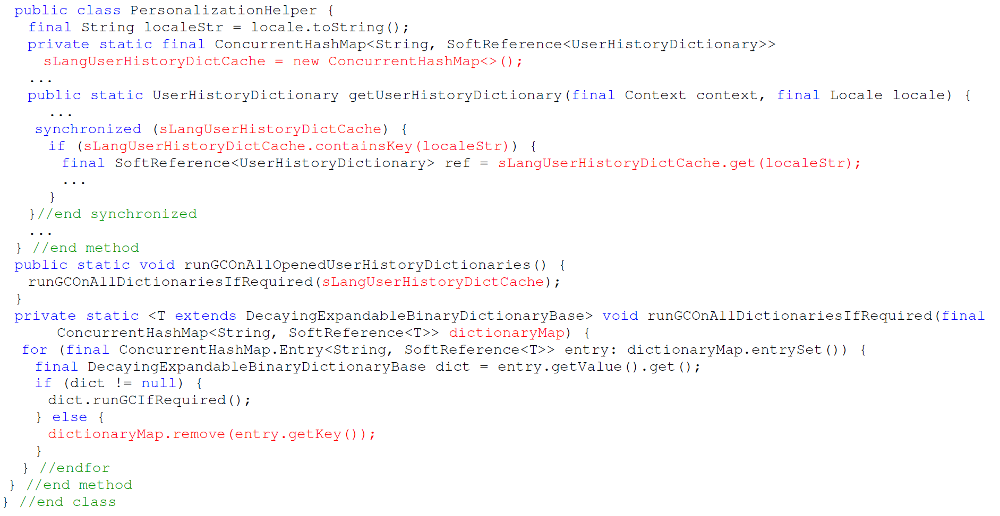 public class PersonalizationHelper {
final String localeStr = locale.toString();
private static final ConcurrentHashMap<String, SoftReference<UserHistoryDictionary>>
sLangUserHistoryDictCache = new ConcurrentHashMap<>();
...
public static UserHistoryDictionary getUserHistoryDictionary(final Context context, final Locale locale) {
...
synchronized (sLangUserHistoryDictCache) {
if (sLangUserHistoryDictCache.containsKey(localeStr)) {
final SoftReference<UserHistoryDictionary> ref = sLangUserHistoryDictCache.get(localeStr);
...
}
}//end synchronized
...
} //end method
public static void runGCOnAllOpenedUserHistoryDictionaries() {
runGCOnAllDictionariesIfRequired(sLangUserHistoryDictCache);
}
private static <T extends DecayingExpandableBinaryDictionaryBase> void runGCOnAllDictionariesIfRequired(final
ConcurrentHashMap<String, SoftReference<T>> dictionaryMap) {
for (final ConcurrentHashMap.Entry<String, SoftReference<T>> entry: dictionaryMap.entrySet()) {
final DecayingExpandableBinaryDictionaryBase dict = entry.getValue().get();
if (dict != null) {
dict.runGCIfRequired();
} else {
dictionaryMap.remove(entry.getKey());
}
} //endfor
} //end method
} //end class